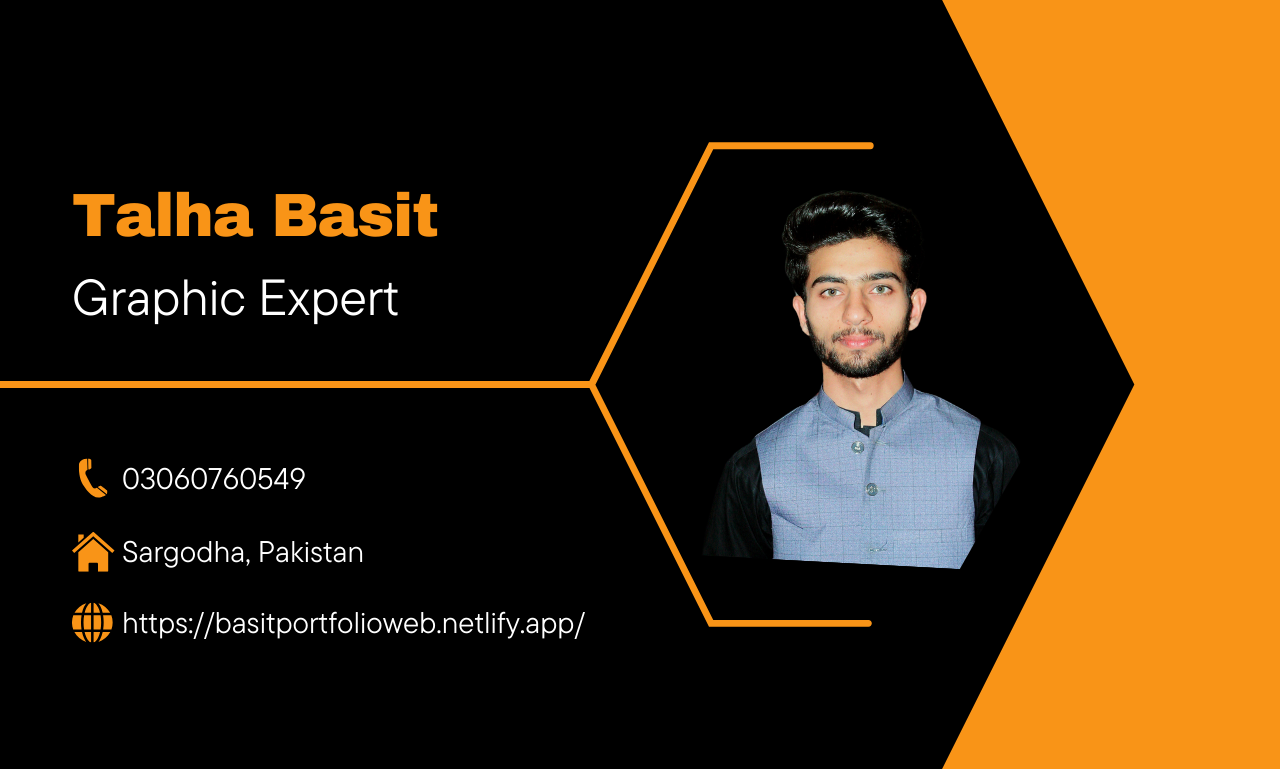 Talha Basit
Graphic Expert
03060760549
Sargodha, Pakistan
https://basitportfolioweb.netlify.app/